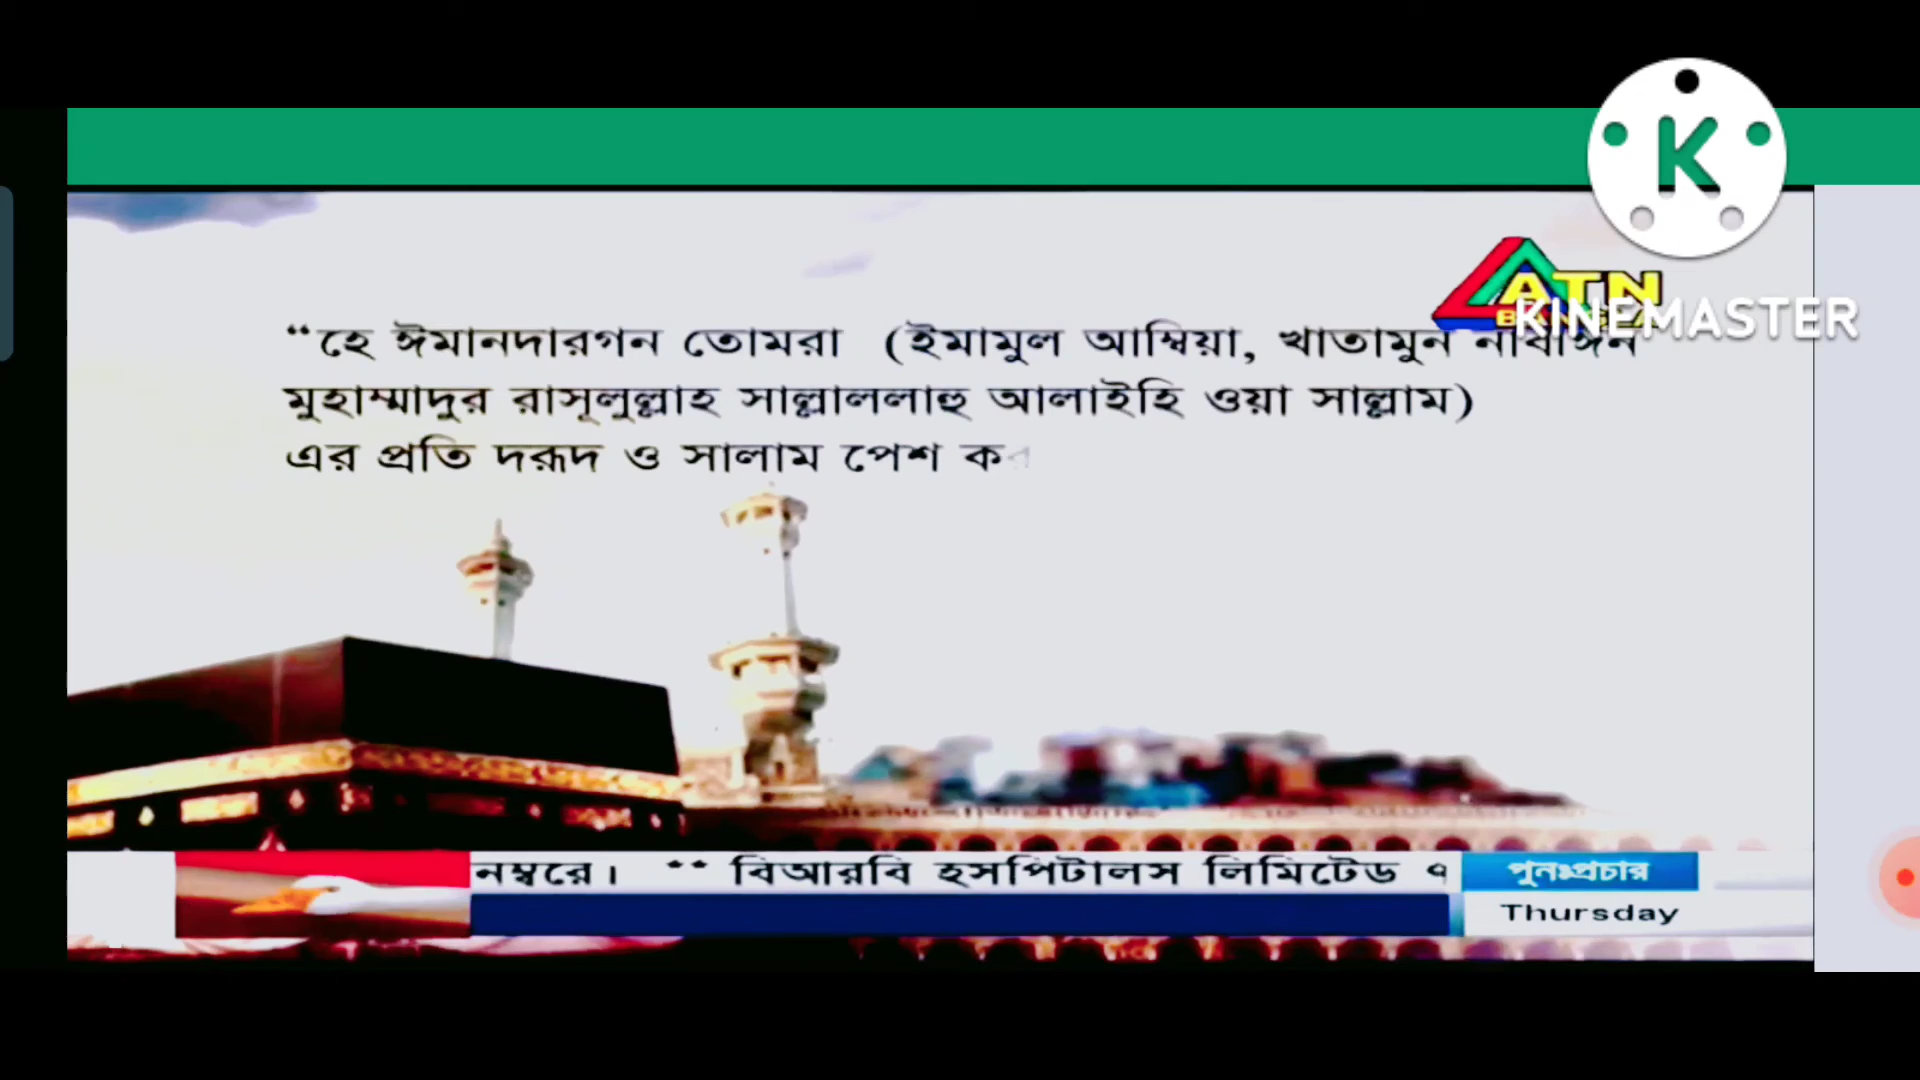 K
ATN
KINEMASTER
“হে ঈমানদারগন তোমরা (ইমামুল আম্বিয়া, খাতামুন
মুহাম্মাদুর রাসূলুল্লাহ সাল্লাললাহু আলাইহি ওয়া সাল্লাম)
এর প্রতি দরূদ ও সালাম পেশ কর
নম্বরে। ** বিআরবি হসপিটালস লিমিটেড এ
পুনঃপ্রচার
Thursday